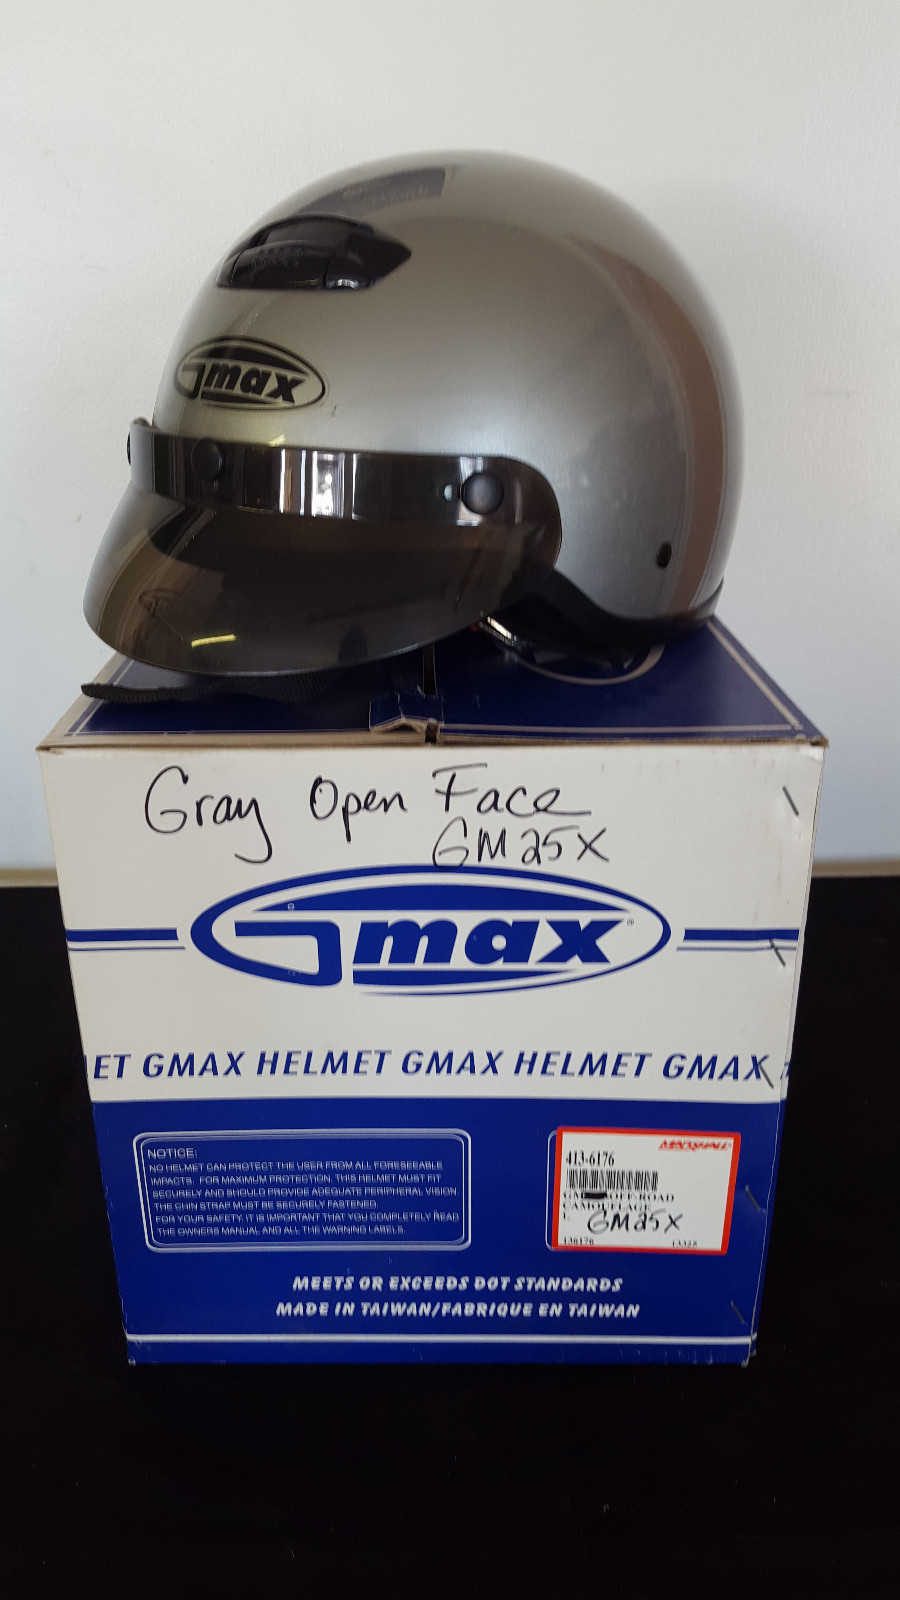 Gmax
Gray Open Face
GM25X
Gmax
ET GMAX HELMET GMAX HELMET GMAX
NOTICE:
NO HELMET CAN PROTECT THE USER FROM ALL FORESEEABLE
IMPACTS. FOR MAXIMUM PROTECTION, THIS HELMET MUST FIT
SECURELY AND SHOULD PROVIDE ADEQUATE PERIPHERAL VISION.
THE CHIN STRAP MUST BE SECURELY FASTENED.
FOR YOUR SAFETY, IT IS IMPORTANT THAT YOU COMPLETELY READ
THE OWNERS MANUAL AND ALL THE WARNING LABELS.
MARSHALL
413-6176
OFF-ROAD
CAMOUFLAGE
L
GM25X
136176 13325
MEETS OR EXCEEDS DOT STANDARDS
MADE IN TAIWAN/FABRIQUE EN TAIWAN